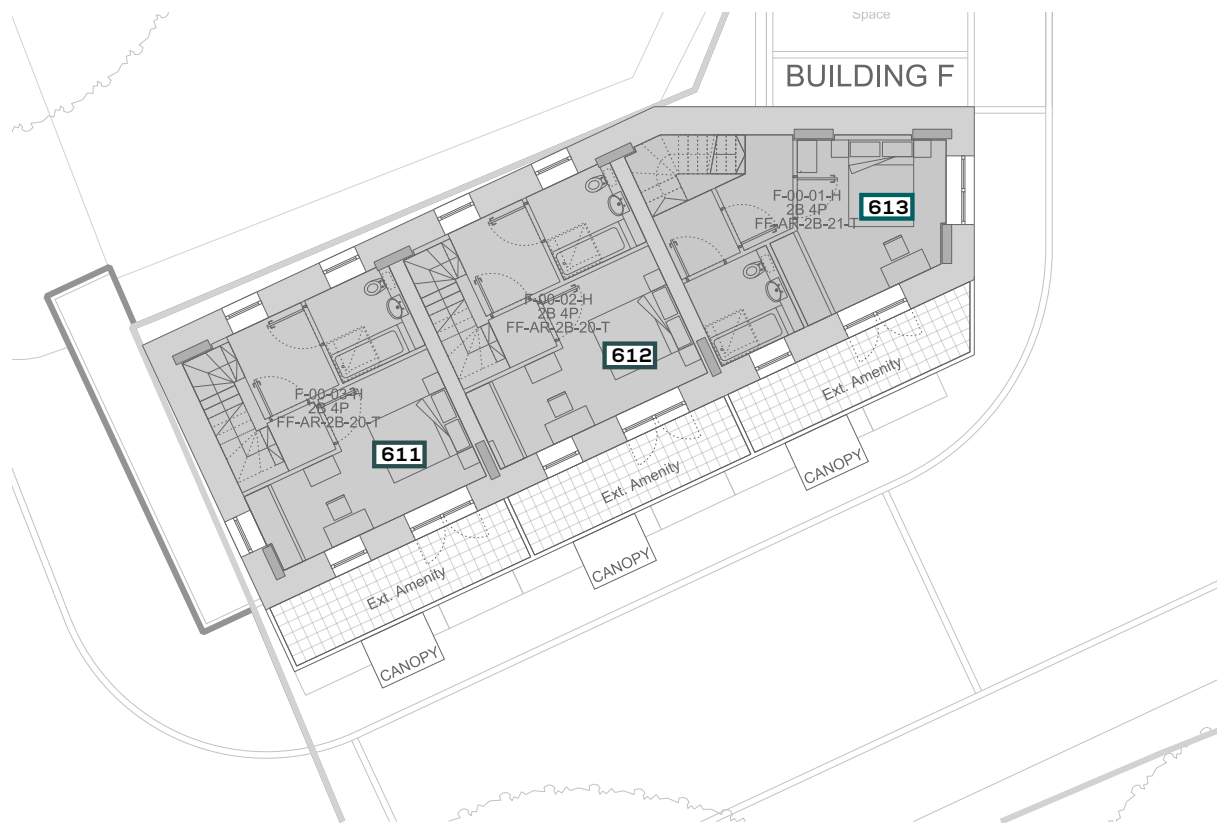 Space
BUILDING F
F-00-01-H
2B 4P
FF-AR-2B-21-T
613
F-00-02-H
2B 4P
FF-AR-2B-20-T
612
F-00-03-H
2B 4P
FF-AR-2B-20-T
611
Ext. Amenity
CANOPY
Ext. Amenity
CANOPY
Ext. Amenity
CANOPY